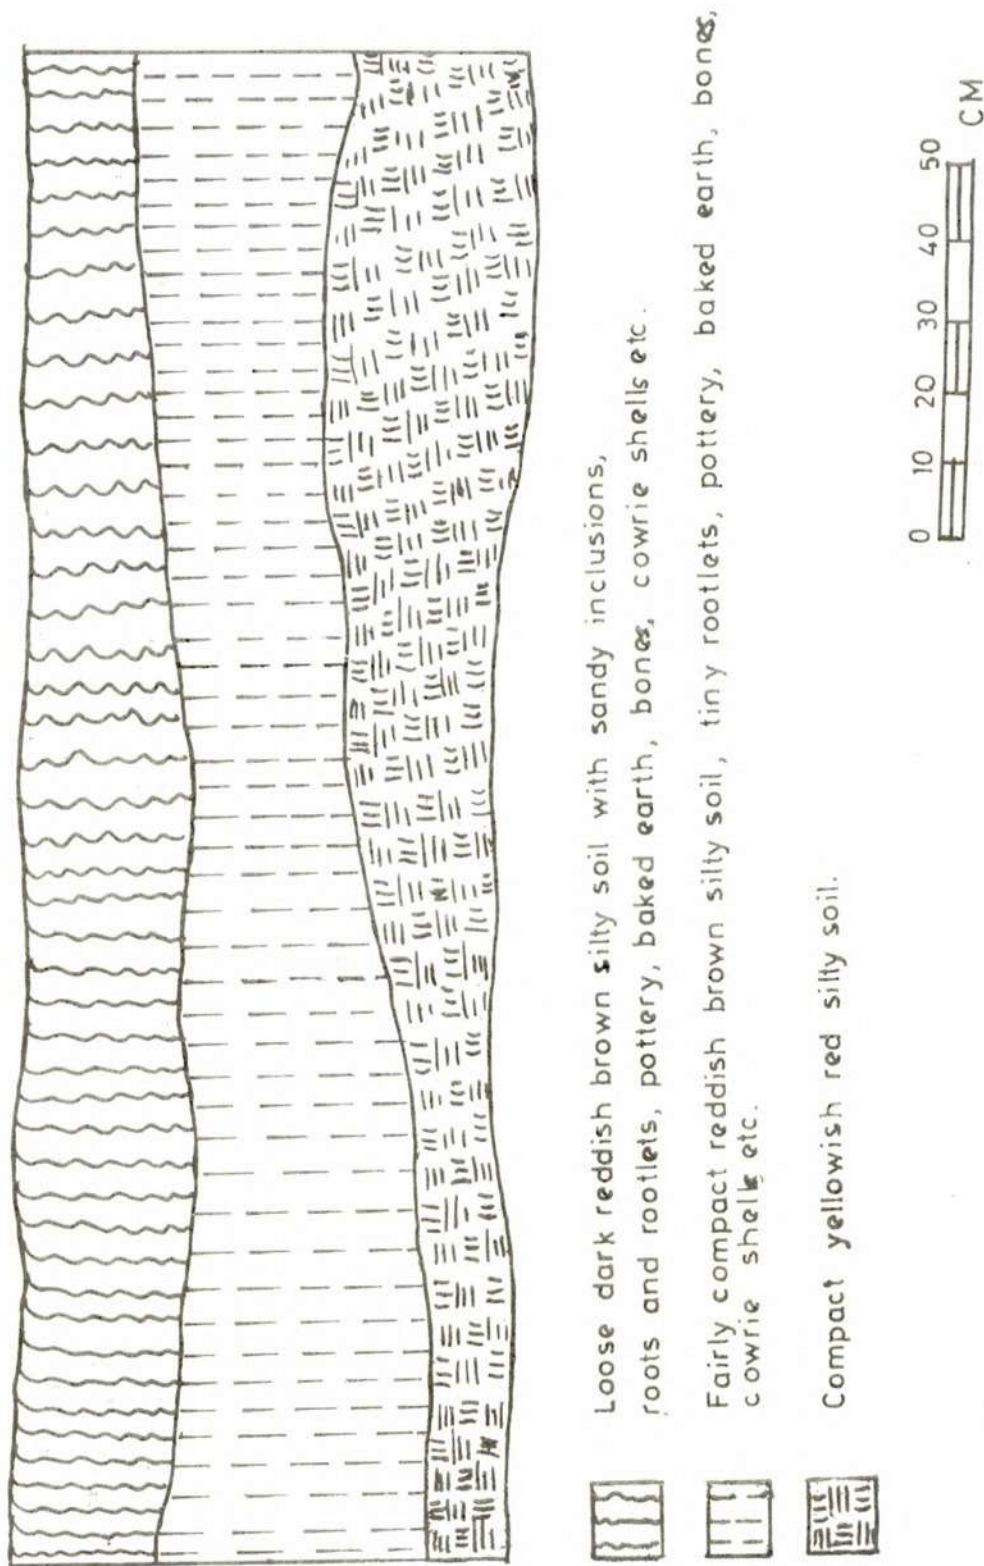 Loose dark reddish brown silty soil with sandy inclusions,
roots and rootlets, pottery, baked earth, bones, cowrie shells etc.
Fairly compact reddish brown silty soil, tiny rootlets, pottery, baked earth, bones,
cowrie shells etc.
Compact yellowish red silty soil.
0 10 20 30 40 50
CM